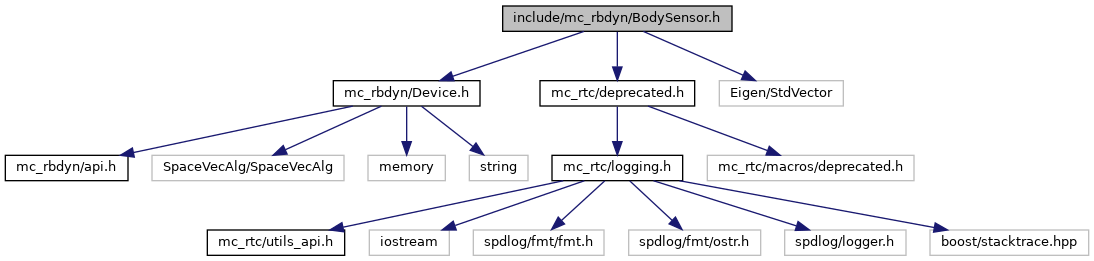 include/mc_rbdyn/BodySensor.h
mc_rbdyn/Device.h
mc_rtc/deprecated.h
Eigen/StdVector
mc_rbdyn/api.h
SpaceVecAlg/SpaceVecAlg
memory
string
mc_rtc/logging.h
mc_rtc/macros/deprecated.h
mc_rtc/utils_api.h
iostream
spdlog/fmt/fmt.h
spdlog/fmt/ostr.h
spdlog/logger.h
boost/stacktrace.hpp